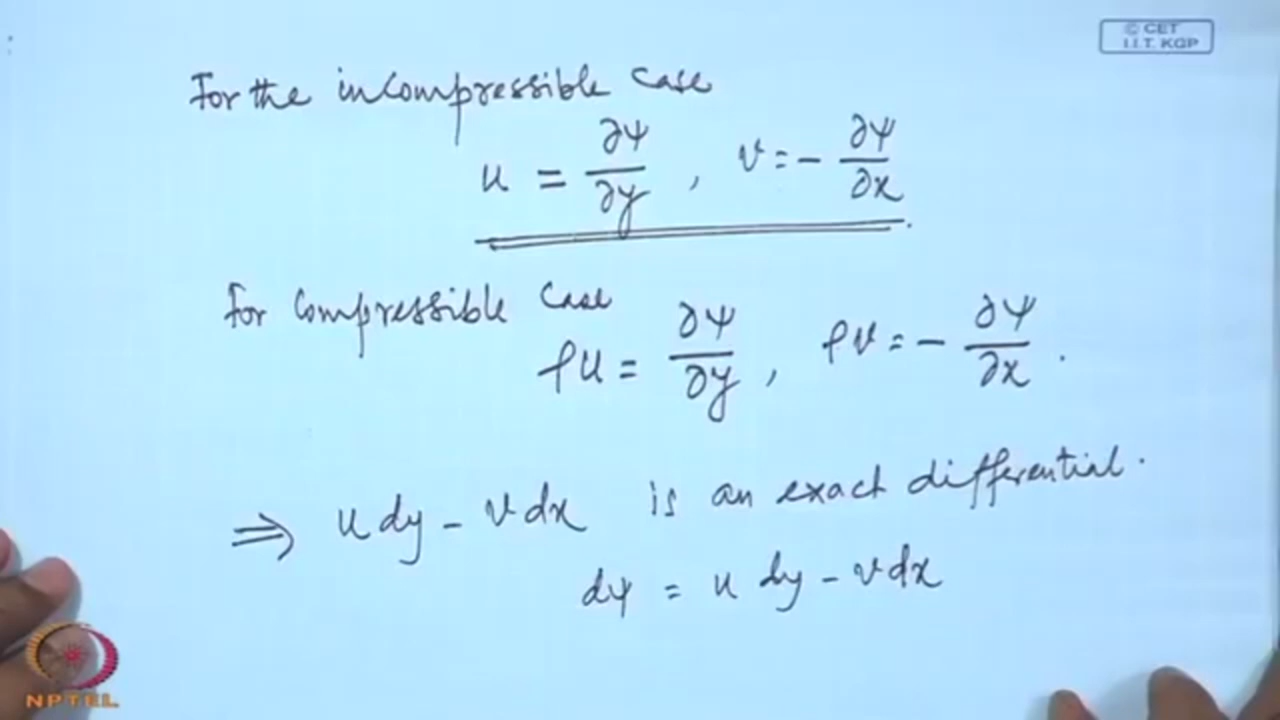 © CET
I.I.T. KGP
For the incompressible case
u = ∂ψ/∂y , v = - ∂ψ/∂x .
For compressible case
ρu = ∂ψ/∂y , ρv = - ∂ψ/∂x .
⇒ u dy - v dx is an exact differential.
dψ = u dy - v dx
NPTEL